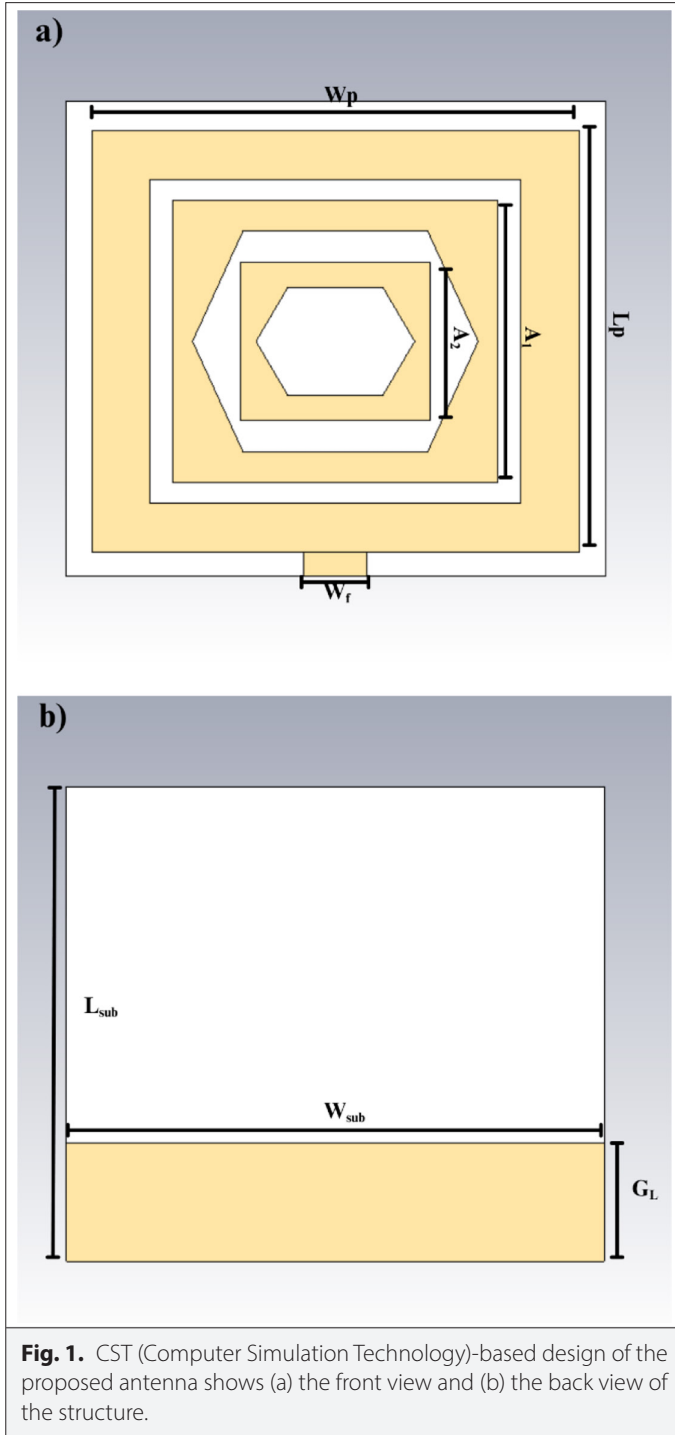 a)
Wp
Lp
A1
A2
Wf
b)
Lsub
Wsub
GL
Fig. 1. CST (Computer Simulation Technology)-based design of the
proposed antenna shows (a) the front view and (b) the back view of
the structure.